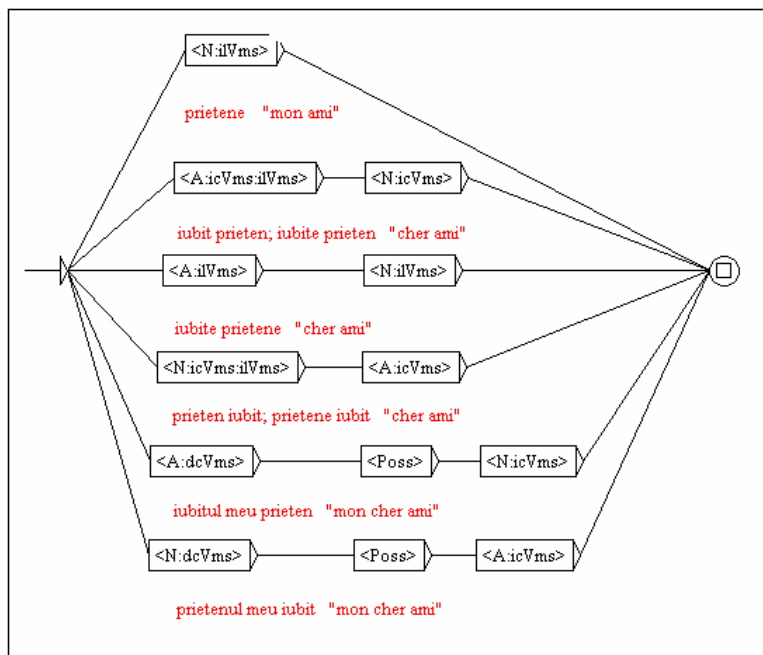 <N:ilVms>
prietene "mon ami"
<A:icVms:ilVms> <N:icVms>
iubit prieten; iubite prieten "cher ami"
<A:ilVms> <N:ilVms>
iubite prietene "cher ami"
<N:icVms:ilVms> <A:icVms>
prieten iubit; prietene iubit "cher ami"
<A:dcVms> <Poss> <N:icVms>
iubitul meu prieten "mon cher ami"
<N:dcVms> <Poss> <A:icVms>
prietenul meu iubit "mon cher ami"